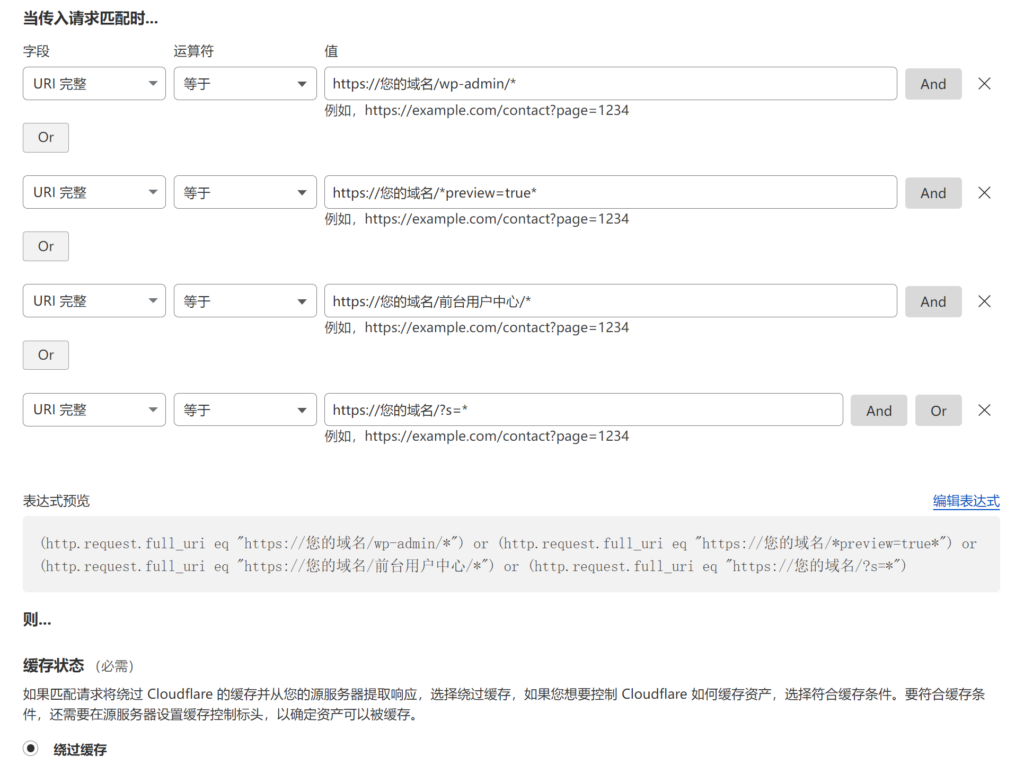 当传入请求匹配时...
字段 运算符 值
URI 完整 等于 https://您的域名/wp-admin/* And
例如，https://example.com/contact?page=1234
Or
URI 完整 等于 https://您的域名/*preview=true* And
例如，https://example.com/contact?page=1234
Or
URI 完整 等于 https://您的域名/前台用户中心/* And
例如，https://example.com/contact?page=1234
Or
URI 完整 等于 https://您的域名/?s=* And Or
例如，https://example.com/contact?page=1234
表达式预览 编辑表达式
(http.request.full_uri eq "https://您的域名/wp-admin/*") or (http.request.full_uri eq "https://您的域名/*preview=true*") or
(http.request.full_uri eq "https://您的域名/前台用户中心/*") or (http.request.full_uri eq "https://您的域名/?s=*")
则...
缓存状态 （必需）
如果匹配请求将绕过 Cloudflare 的缓存并从您的源服务器提取响应，选择绕过缓存，如果您想要控制 Cloudflare 如何缓存资产，选择符合缓存条件。要符合缓存条
件，还需要在源服务器设置缓存控制标头，以确定资产可以被缓存。
绕过缓存